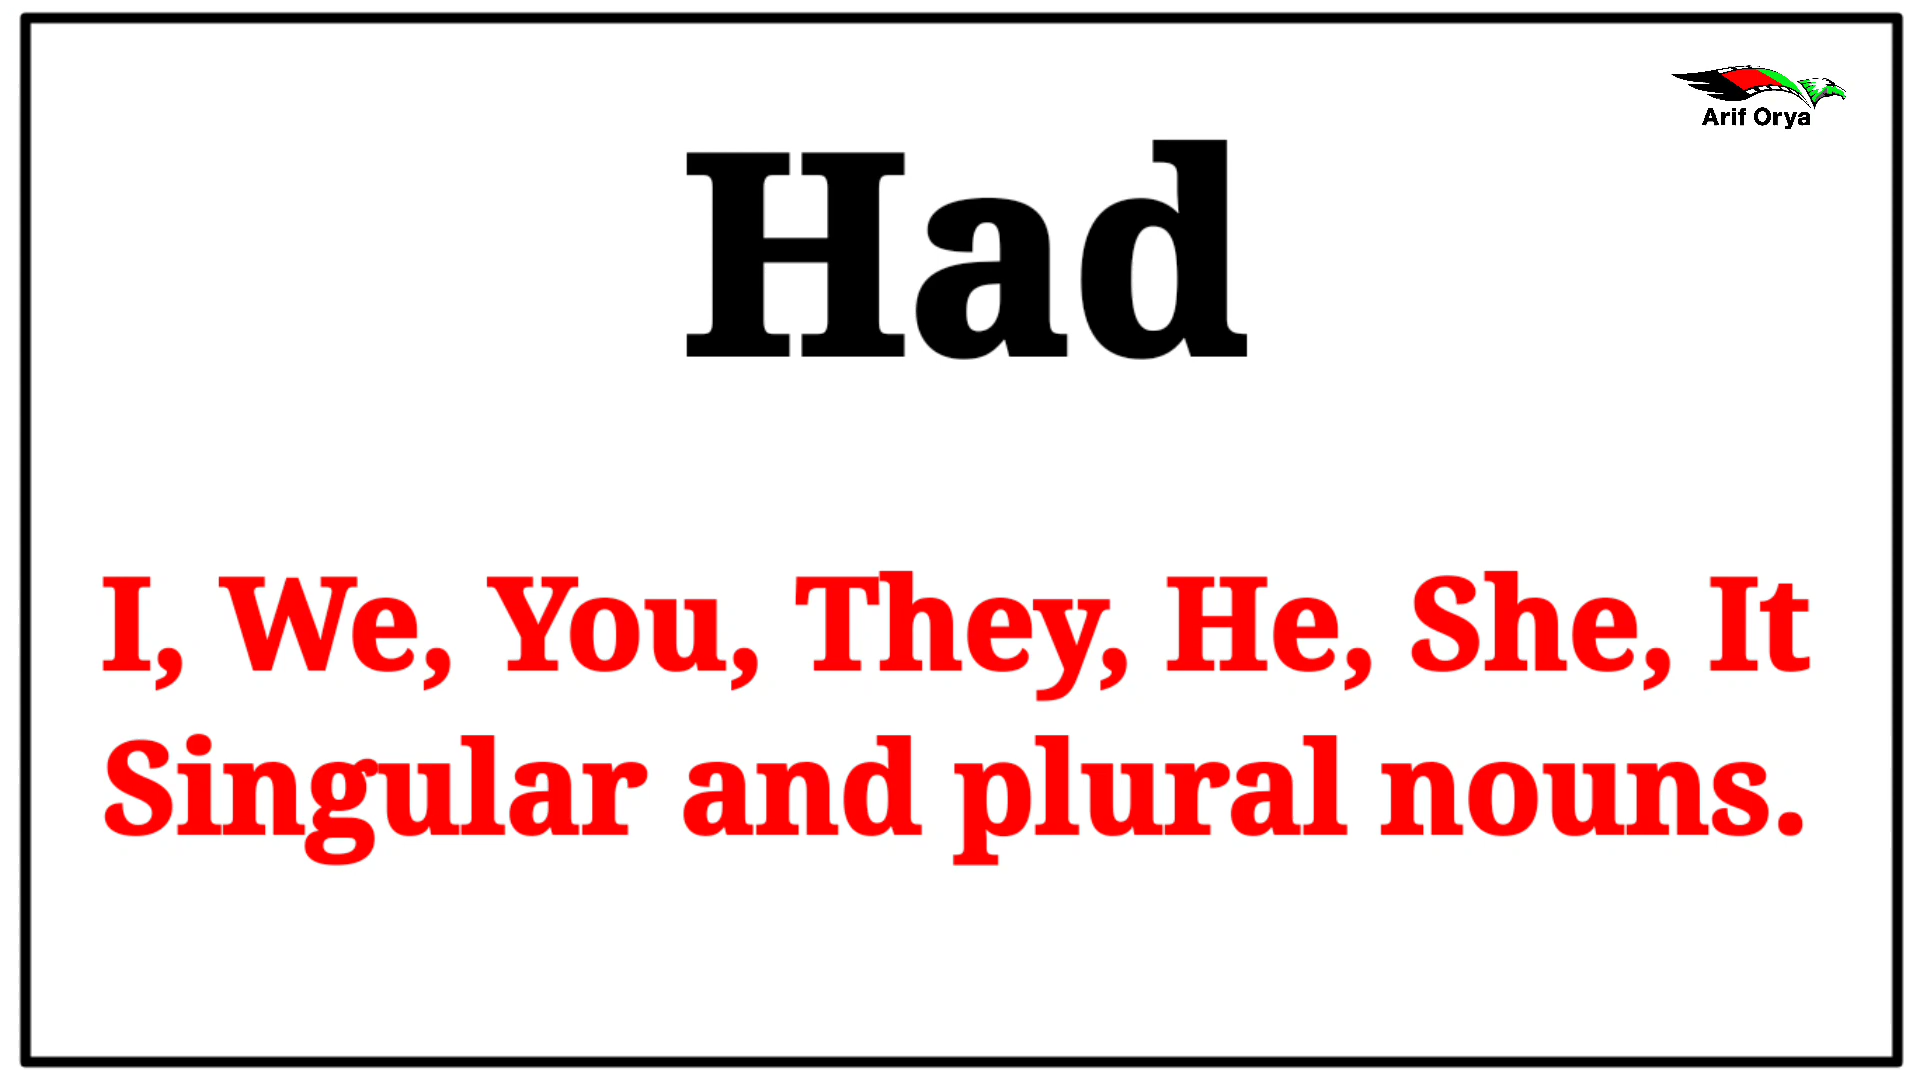 Arif Orya
Had
I, We, You, They, He, She, It
Singular and plural nouns.